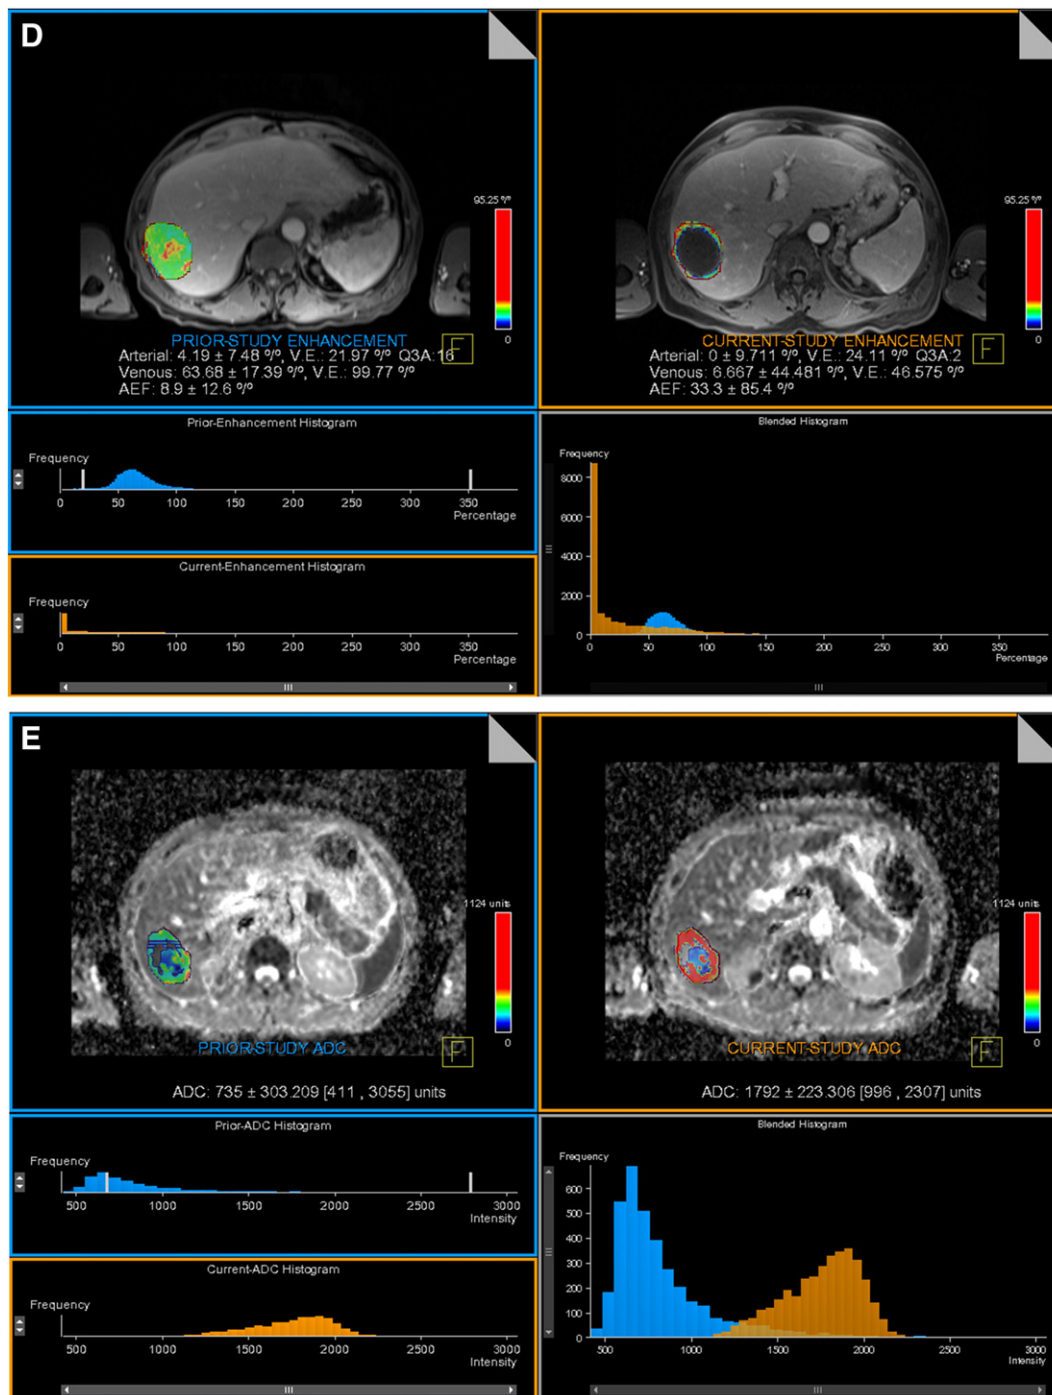 D
95.25 %
0
PRIOR-STUDY ENHANCEMENT
F
Arterial: 4.19 ± 7.48 %, V.E.: 21.97 % Q3A:16
Venous: 63.68 ± 17.39 %, V.E.: 99.77 %
AEF: 8.9 ± 12.6 %
95.25 %
0
CURRENT-STUDY ENHANCEMENT
F
Arterial: 0 ± 9.711 %, V.E.: 24.11 % Q3A:2
Venous: 6.667 ± 44.481 %, V.E.: 46.575 %
AEF: 33.3 ± 85.4 %
Prior-Enhancement Histogram
Frequency
0 50 100 150 200 250 300 350
Percentage
Current-Enhancement Histogram
Frequency
0 50 100 150 200 250 300 350
Percentage
Blended Histogram
Frequency
8000
6000
4000
2000
0
0 50 100 150 200 250 300 350
Percentage
E
1124 units
0
PRIOR-STUDY ADC
F
ADC: 735 ± 303.209 [411 , 3055] units
1124 units
0
CURRENT-STUDY ADC
F
ADC: 1792 ± 223.306 [996 , 2307] units
Prior-ADC Histogram
Frequency
500 1000 1500 2000 2500 3000
Intensity
Current-ADC Histogram
Frequency
500 1000 1500 2000 2500 3000
Intensity
Blended Histogram
Frequency
600
500
400
300
200
100
0
500 1000 1500 2000 2500 3000
Intensity